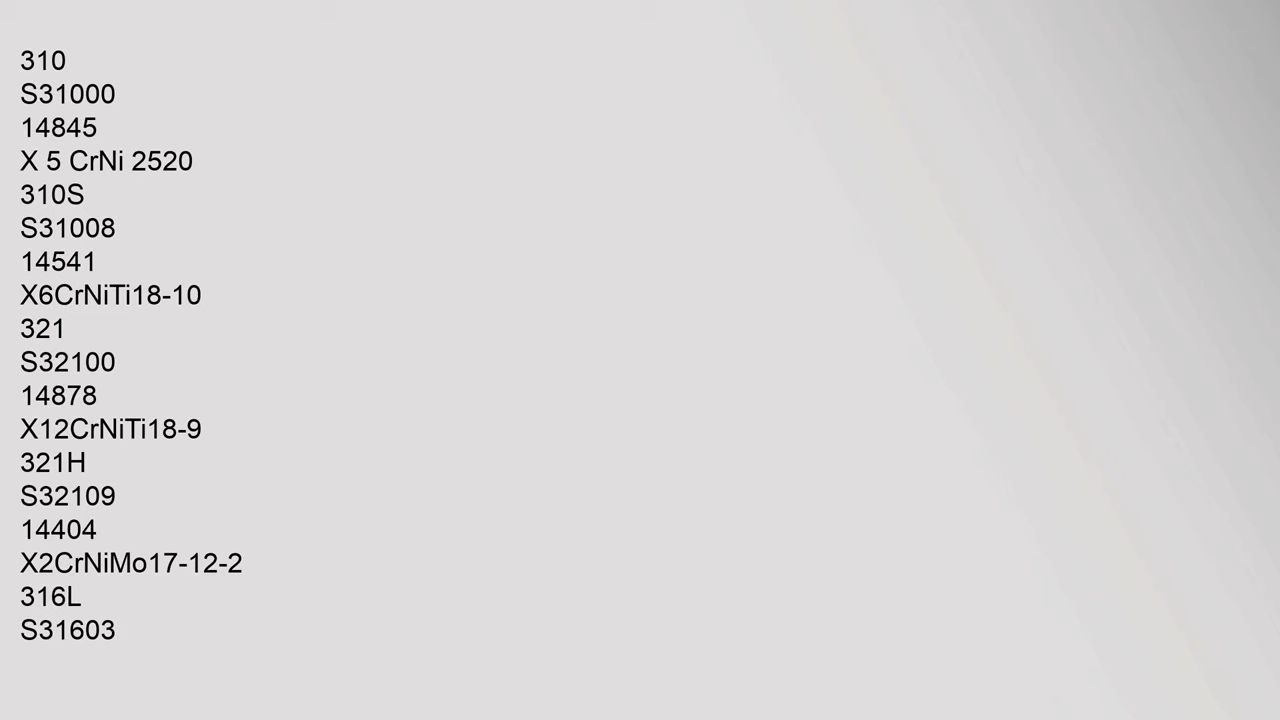 310
S31000
14845
X 5 CrNi 2520
310S
S31008
14541
X6CrNiTi18-10
321
S32100
14878
X12CrNiTi18-9
321H
S32109
14404
X2CrNiMo17-12-2
316L
S31603